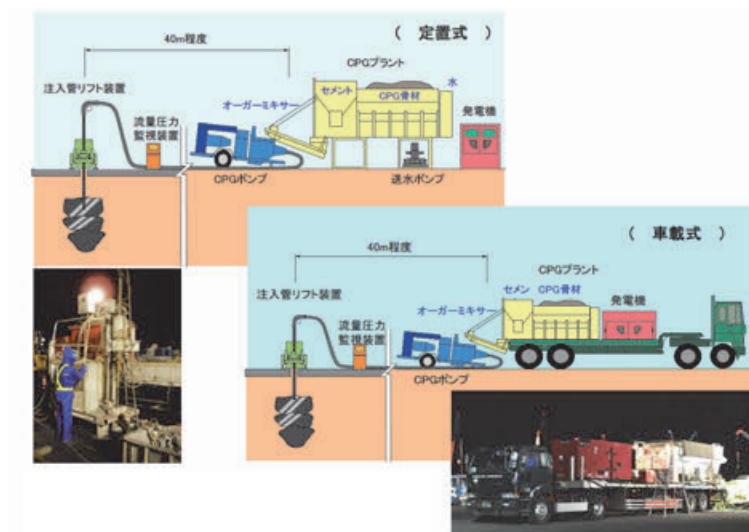 ( 定置式 )
40m程度
CPGプラント
注入管リフト装置
セメント
CPG骨材
水
オーガーミキサー
流量圧力
監視装置
発電機
CPGポンプ
送水ポンプ
( 車載式 )
40m程度
CPGプラント
注入管リフト装置
セメン CPG骨材
発電機
オーガーミキサー
流量圧力
監視装置
CPGポンプ